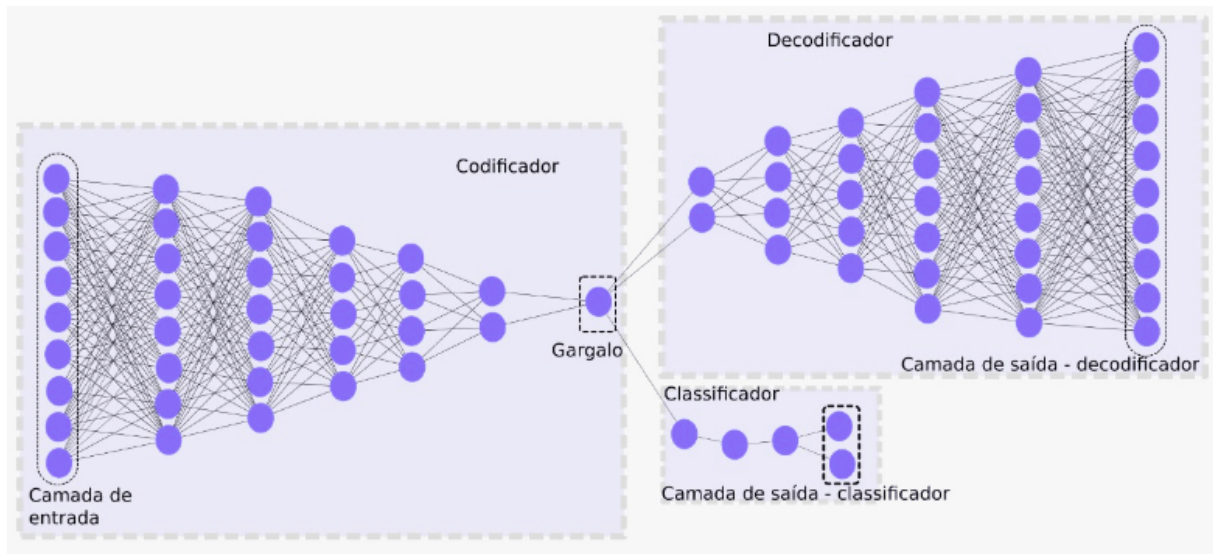 Decodificador
Codificador
Gargalo
Camada de saída - decodificador
Classificador
Camada de saída - classificador
Camada de
entrada